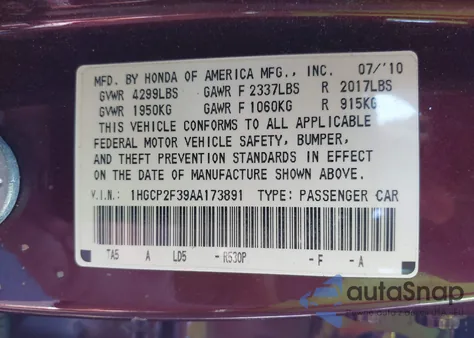 MFD. BY HONDA OF AMERICA MFG., INC. 07/'10
GVWR 4299LBS GAWR F 2337LBS R 2017LBS
GVWR 1950KG GAWR F 1060KG R 915KG
THIS VEHICLE CONFORMS TO ALL APPLICABLE
FEDERAL MOTOR VEHICLE SAFETY, BUMPER,
AND THEFT PREVENTION STANDARDS IN EFFECT
ON THE DATE OF MANUFACTURE SHOWN ABOVE.
V.I.N.: 1HGCP2F39AA173891 TYPE: PASSENGER CAR
TA5 A LD5 -R530P -F -A
autoSnap